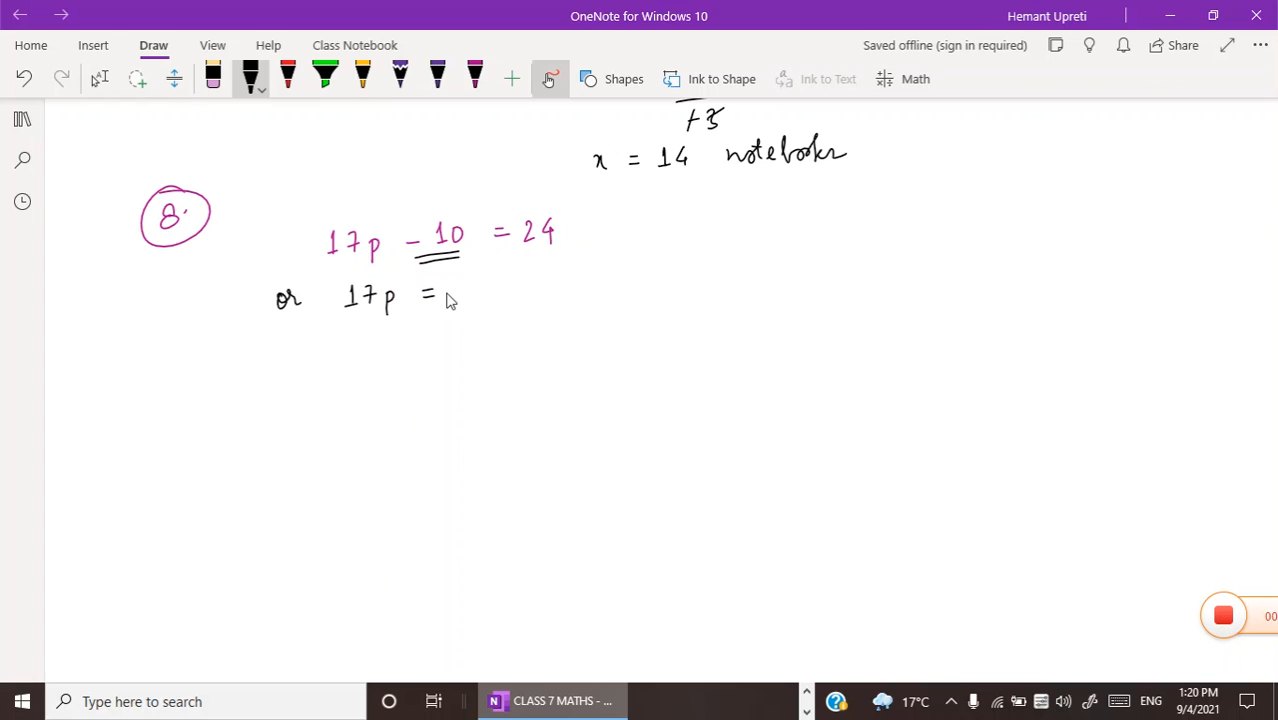 OneNote for Windows 10
Hemant Upreti
Home Insert Draw View Help Class Notebook
Saved offline (sign in required) Share
Shapes Ink to Shape Ink to Text Math
+3
x = 14 notebooks
8.
17p - 10 = 24
or 17p =
00
Type here to search
CLASS 7 MATHS - ...
17°C
ENG
1:20 PM
9/4/2021